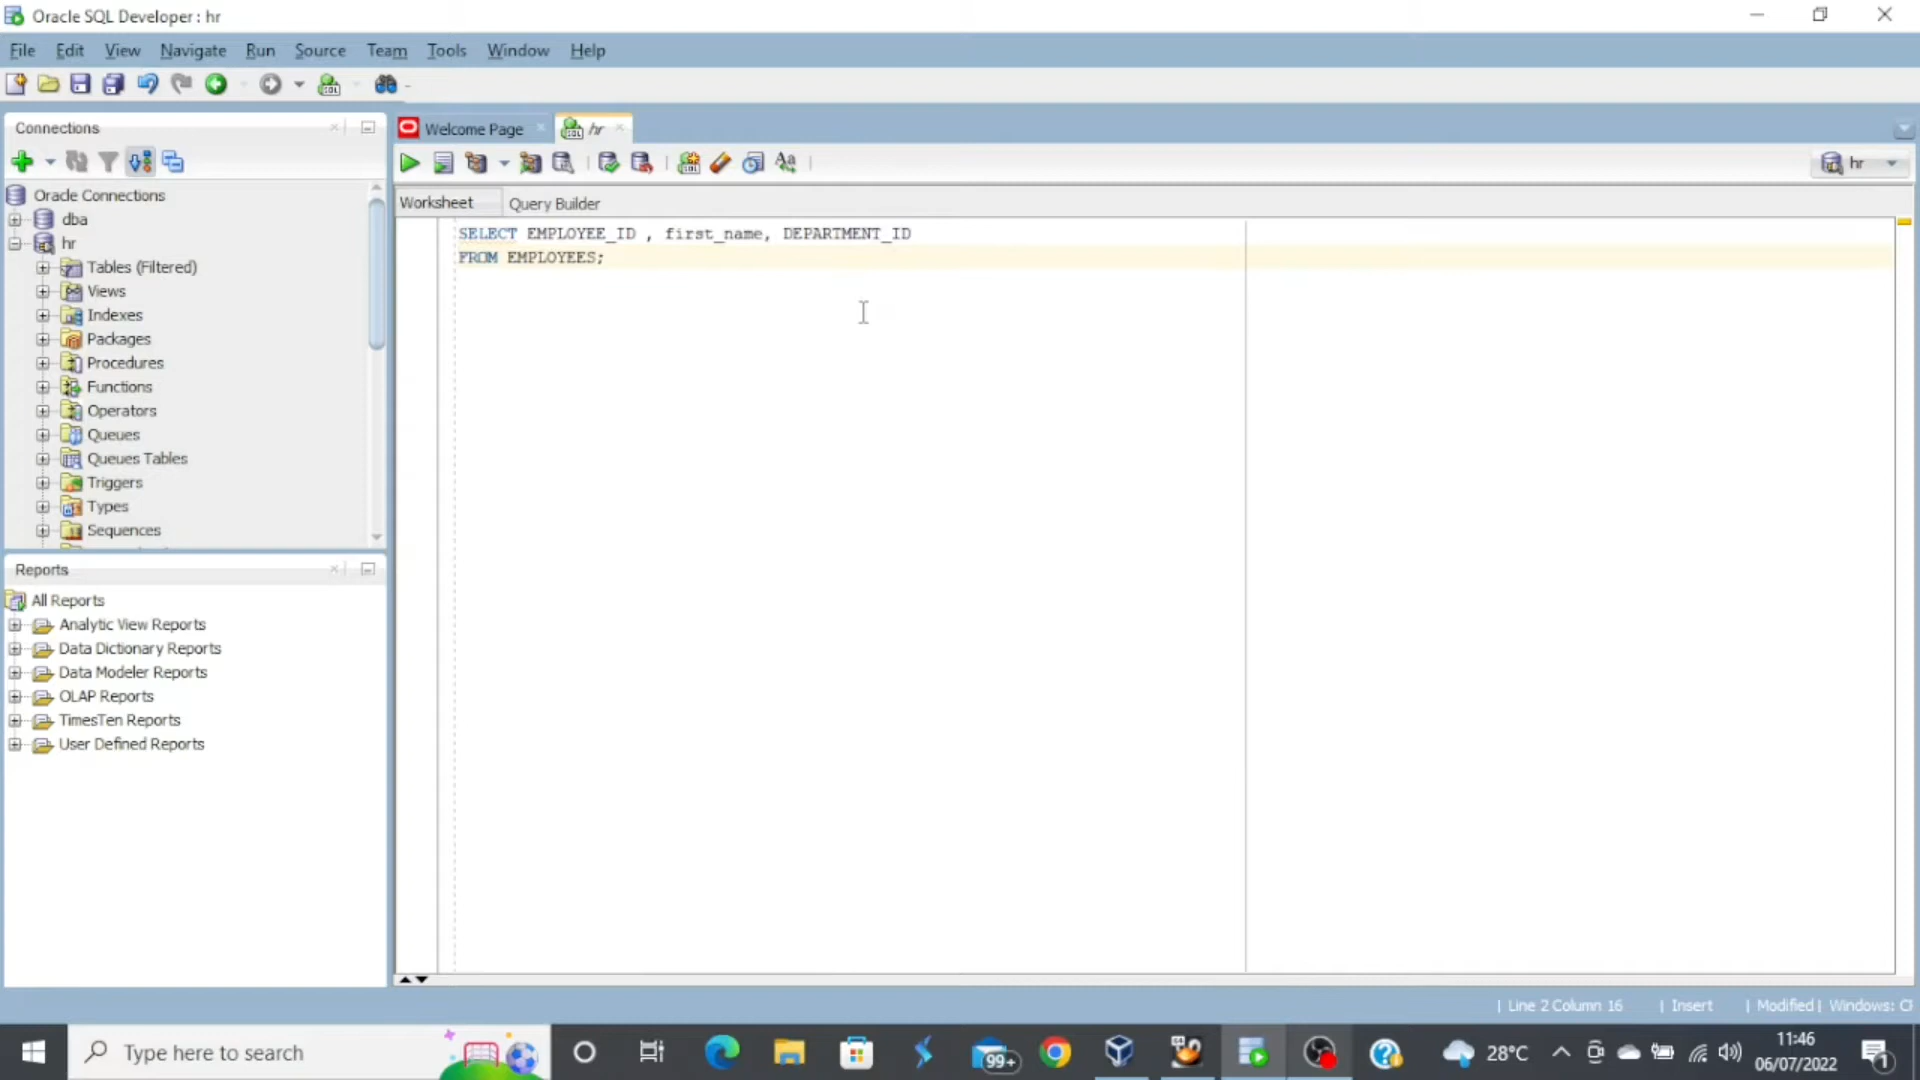 Oracle SQL Developer : hr
File Edit View Navigate Run Source Team Tools Window Help
Connections
Oracle Connections
dba
hr
Tables (Filtered)
Views
Indexes
Packages
Procedures
Functions
Operators
Queues
Queues Tables
Triggers
Types
Sequences
Reports
All Reports
Analytic View Reports
Data Dictionary Reports
Data Modeler Reports
OLAP Reports
TimesTen Reports
User Defined Reports
Welcome Page hr
hr
Worksheet Query Builder
SELECT EMPLOYEE_ID , first_name, DEPARTMENT_ID
FROM EMPLOYEES;
| Line 2 Column 16 | Insert | Modified | Windows:
Type here to search
99+
28°C
11:46
06/07/2022
1